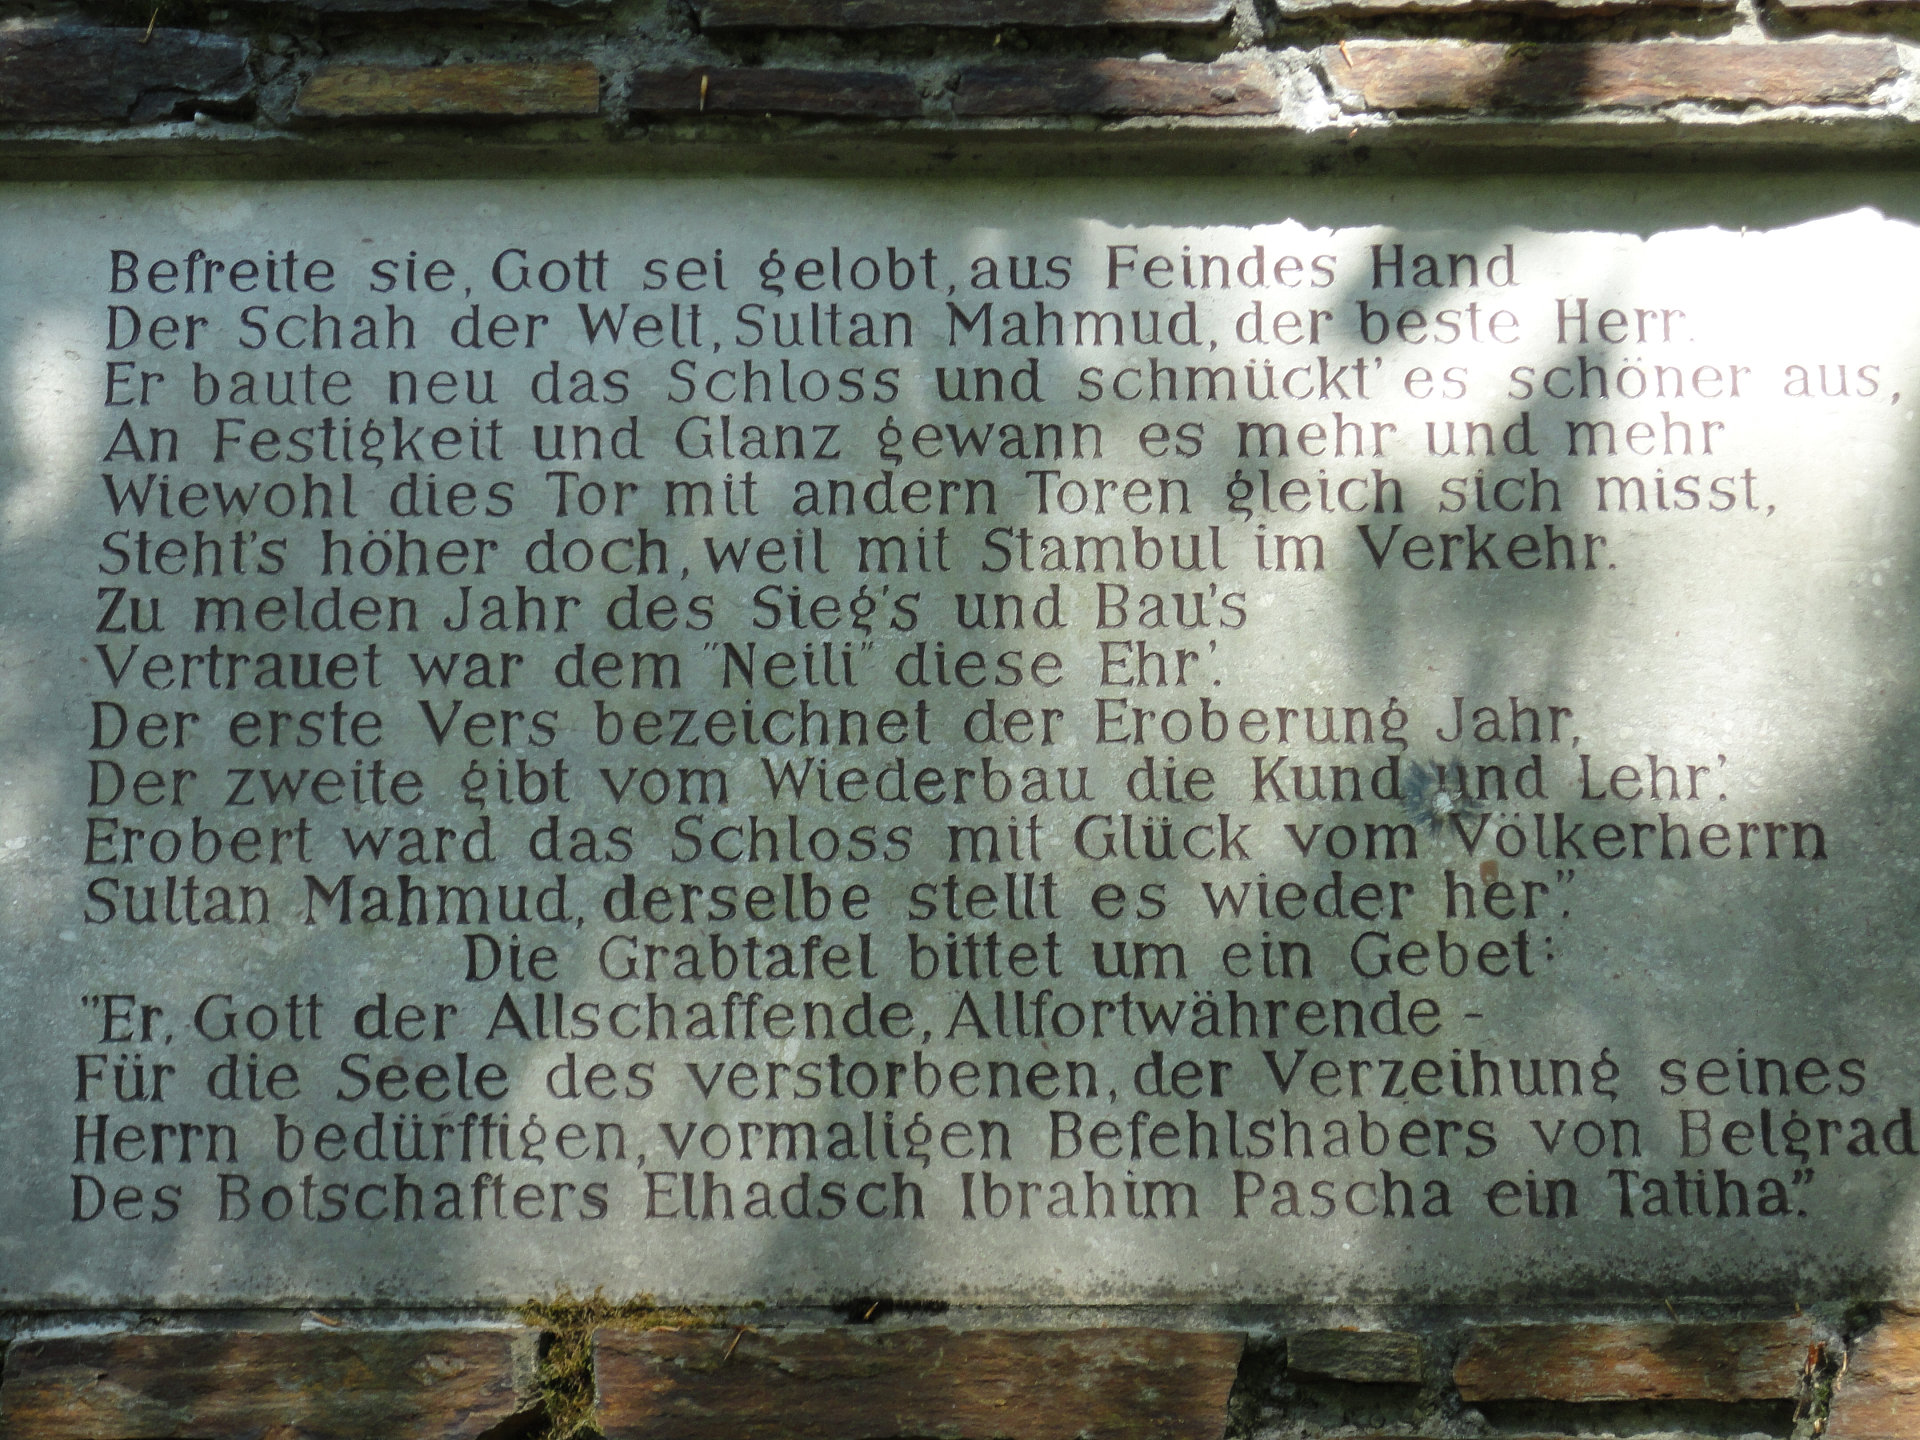 Befreite sie, Gott sei gelobt, aus Feindes Hand
Der Schah der Welt, Sultan Mahmud, der beste Herr.
Er baute neu das Schloss und schmückt' es schöner aus,
An Festigkeit und Glanz gewann es mehr und mehr
Wiewohl dies Tor mit andern Toren gleich sich misst,
Steht's höher doch, weil mit Stambul im Verkehr.
Zu melden Jahr des Sieg's und Bau's
Vertrauet war dem "Neili" diese Ehr'.
Der erste Vers bezeichnet der Eroberung Jahr,
Der zweite gibt vom Wiederbau die Kund und Lehr'.
Erobert ward das Schloss mit Glück vom Völkerherrn
Sultan Mahmud, derselbe stellt es wieder her".
Die Grabtafel bittet um ein Gebet:
"Er, Gott der Allschaffende, Allfortwährende -
Für die Seele des verstorbenen, der Verzeihung seines
Herrn bedürftigen, vormaligen Befehlshabers von Belgrad
Des Botschafters Elhadsch Ibrahim Pascha ein Tatiha".